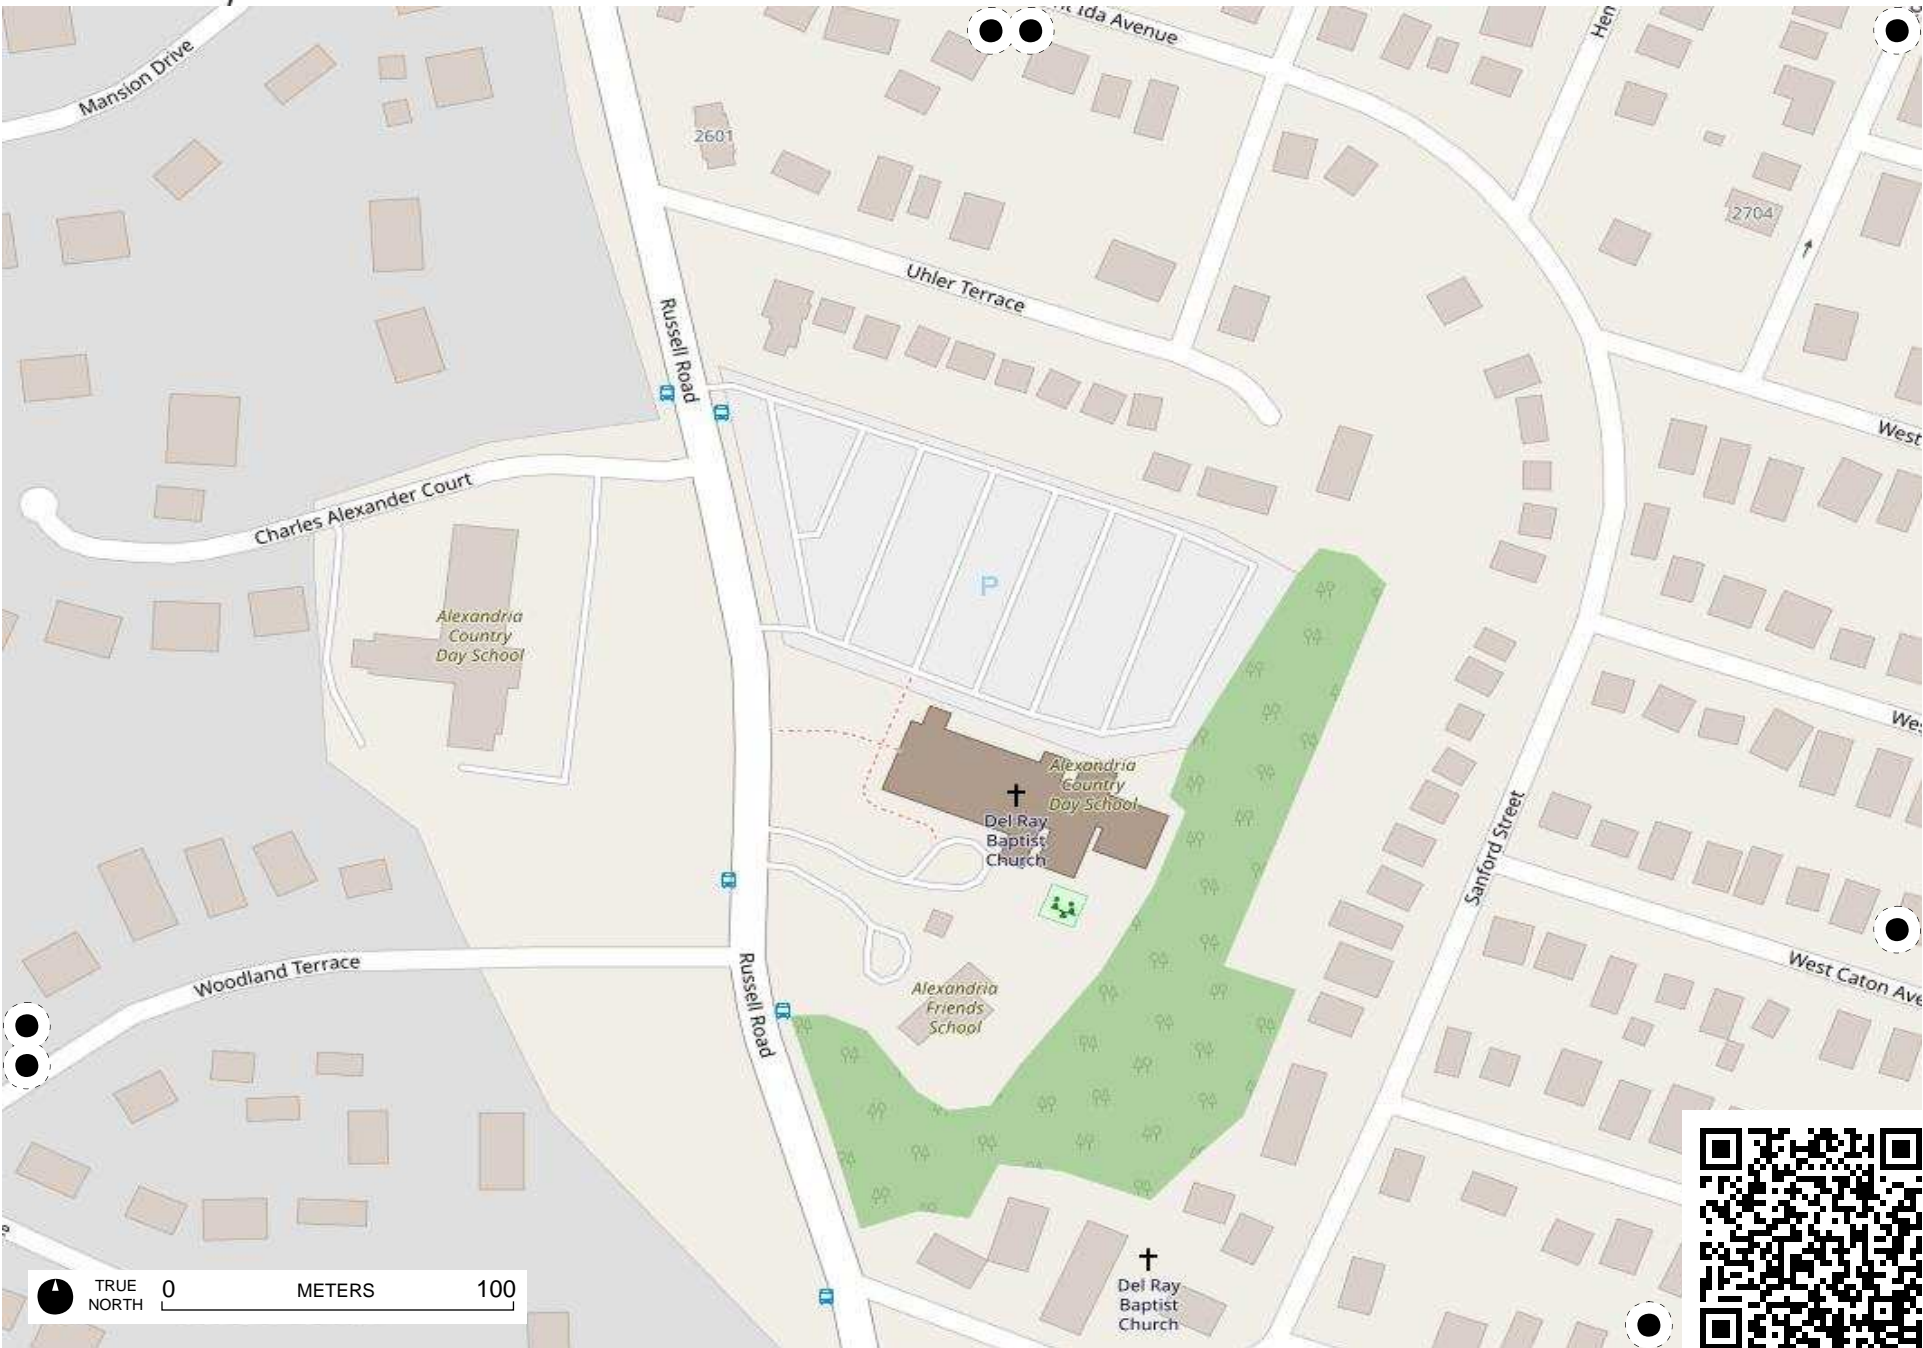 Ida Avenue
Hen
Mansion Drive
2601
2704
Uhler Terrace
Russell Road
West
Charles Alexander Court
P
Alexandria
Country
Day School
Wes
Alexandria
Country
Day School
Del Ray
Baptist
Church
Sanford Street
Woodland Terrace
Russell Road
West Caton Ave
Alexandria
Friends
School
Del Ray
Baptist
Church
TRUE
NORTH
0 METERS 100